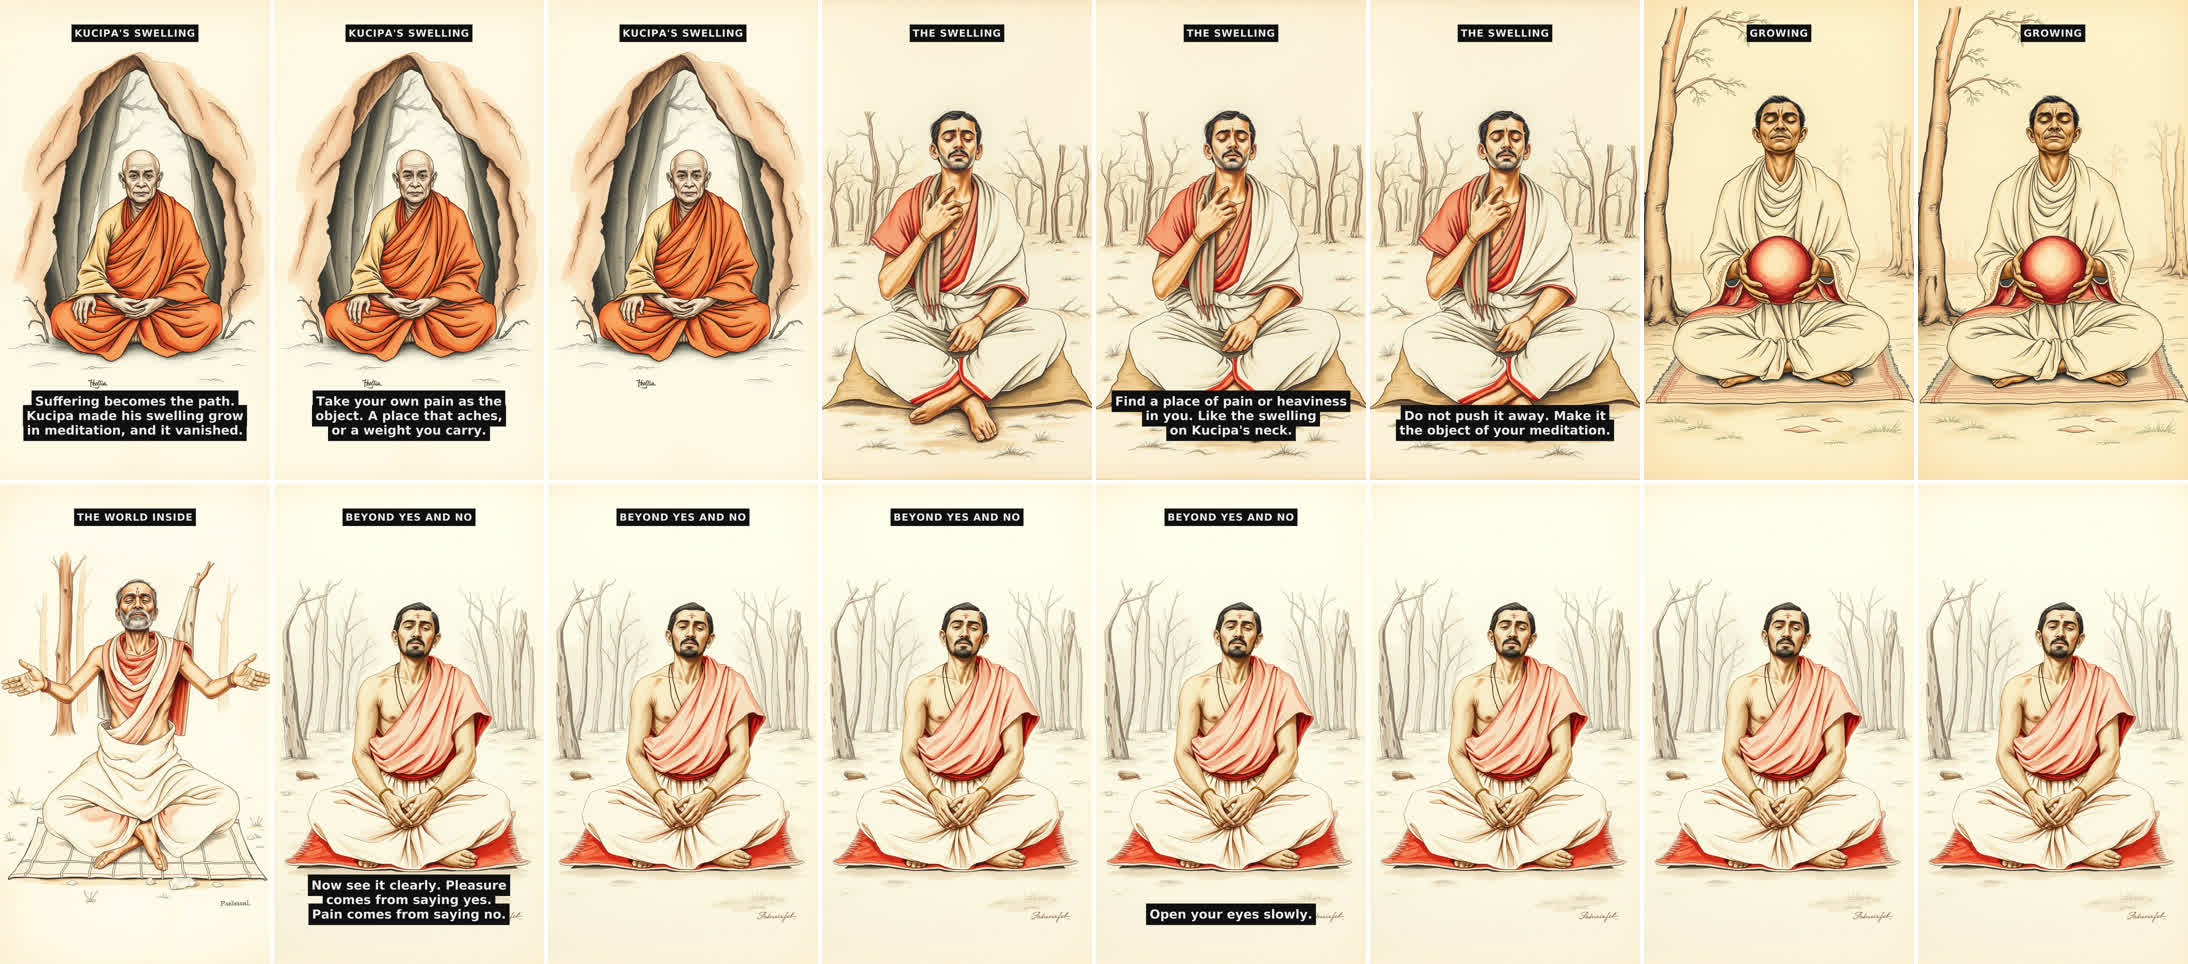 KUCIPA'S SWELLING
Suffering becomes the path.
Kucipa made his swelling grow
in meditation, and it vanished.
KUCIPA'S SWELLING
Take your own pain as the
object. A place that aches,
or a weight you carry.
KUCIPA'S SWELLING
THE SWELLING
THE SWELLING
Find a place of pain or heaviness
in you. Like the swelling
on Kucipa's neck.
THE SWELLING
Do not push it away. Make it
the object of your meditation.
GROWING
GROWING
THE WORLD INSIDE
BEYOND YES AND NO
Now see it clearly. Pleasure
comes from saying yes.
Pain comes from saying no.
BEYOND YES AND NO
BEYOND YES AND NO
BEYOND YES AND NO
Open your eyes slowly.